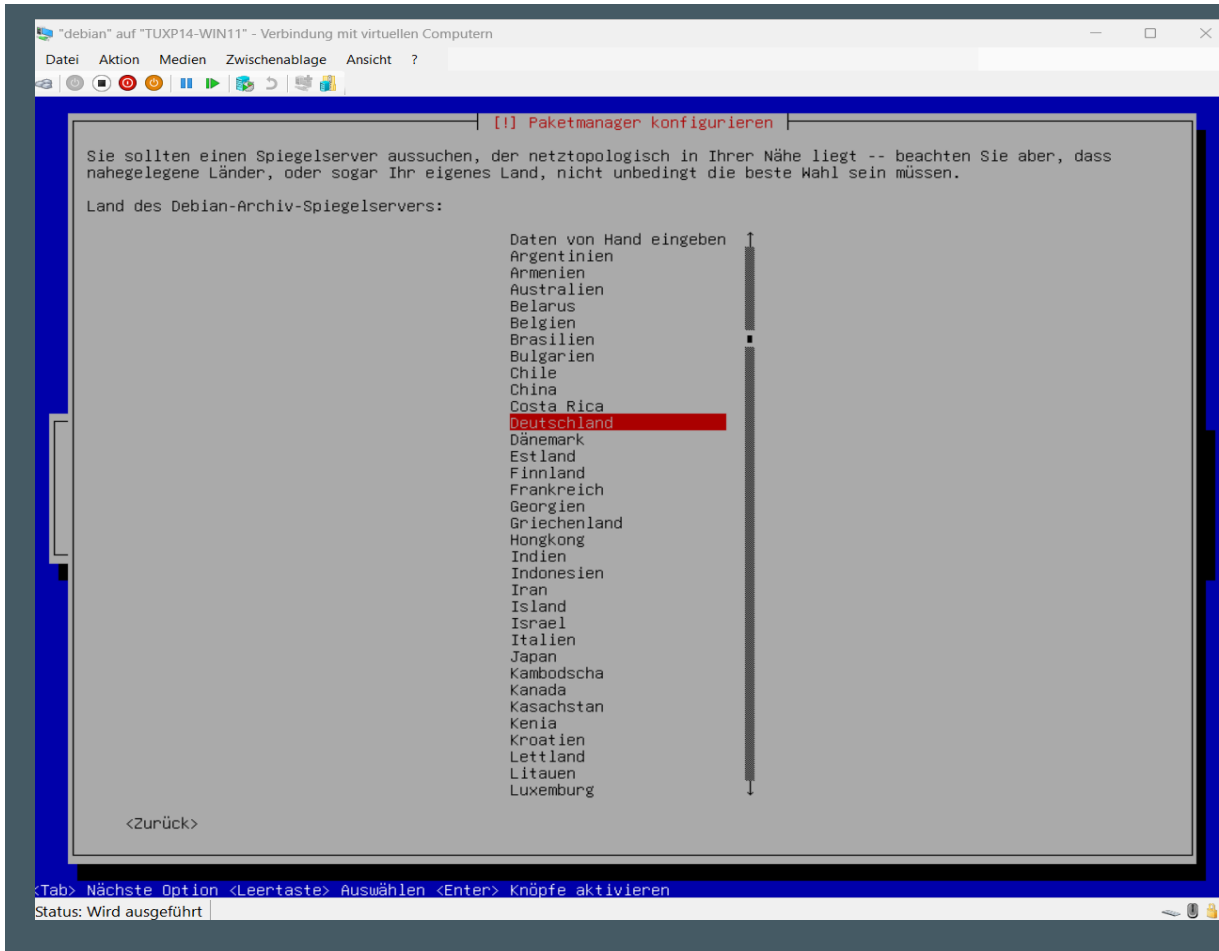 "debian" auf "TUXP14-WIN11" - Verbindung mit virtuellen Computern
Datei Aktion Medien Zwischenablage Ansicht ?
[!] Paketmanager konfigurieren
Sie sollten einen Spiegelserver aussuchen, der netztopologisch in Ihrer Nähe liegt -- beachten Sie aber, dass
nahegelegene Länder, oder sogar Ihr eigenes Land, nicht unbedingt die beste Wahl sein müssen.
Land des Debian-Archiv-Spiegelservers:
Daten von Hand eingeben
Argentinien
Armenien
Australien
Belarus
Belgien
Brasilien
Bulgarien
Chile
China
Costa Rica
Deutschland
Dänemark
Estland
Finnland
Frankreich
Georgien
Griechenland
Hongkong
Indien
Indonesien
Iran
Island
Israel
Italien
Japan
Kambodscha
Kanada
Kasachstan
Kenia
Kroatien
Lettland
Litauen
Luxemburg
<Zurück>
<Tab> Nächste Option <Leertaste> Auswählen <Enter> Knöpfe aktivieren
Status: Wird ausgeführt